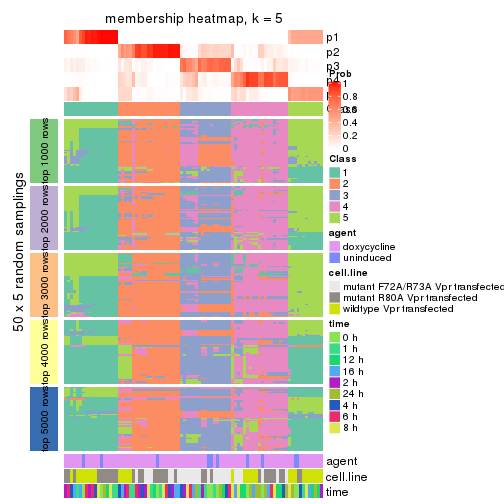 membership heatmap, k = 5
p1
p2
p3
p4
Prob
1
0.8
0.6
0.4
0.2
0
Class
1
2
3
4
5
agent
doxycycline
uninduced
cell.line
mutant F72A/R73A Vpr transfected
mutant R80A Vpr transfected
wildtype Vpr transfected
time
0 h
1 h
12 h
16 h
2 h
24 h
4 h
6 h
8 h
50 x 5 random samplings
top 1000 rows
top 2000 rows
top 3000 rows
top 4000 rows
top 5000 rows
agent
cell.line
time